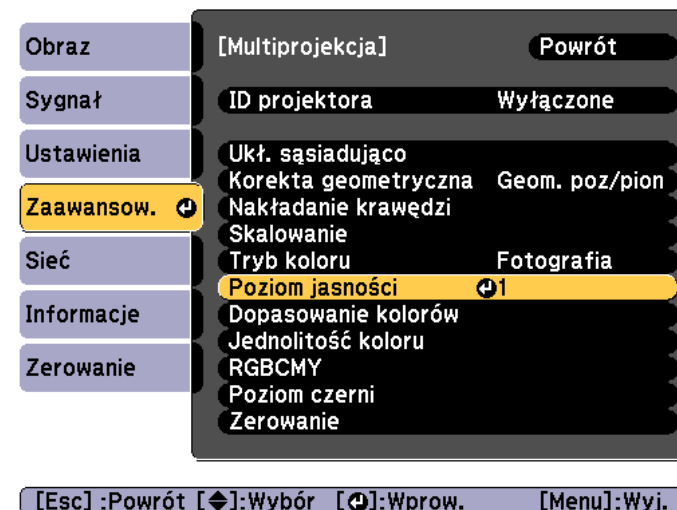 Obraz
Sygnał
Ustawienia
Zaawansow.
Sieć
Informacje
Zerowanie
[Multiprojekcja] Powrót
ID projektora Wyłączone
Ukł. sąsiadująco
Korekta geometryczna Geom. poz/pion
Nakładanie krawędzi
Skalowanie
Tryb koloru Fotografia
Poziom jasności 1
Dopasowanie kolorów
Jednolitość koloru
RGBCMY
Poziom czerni
Zerowanie
[Esc] :Powrót [◆]:Wybór [⏎]:Wprow. [Menu]:Wyj.